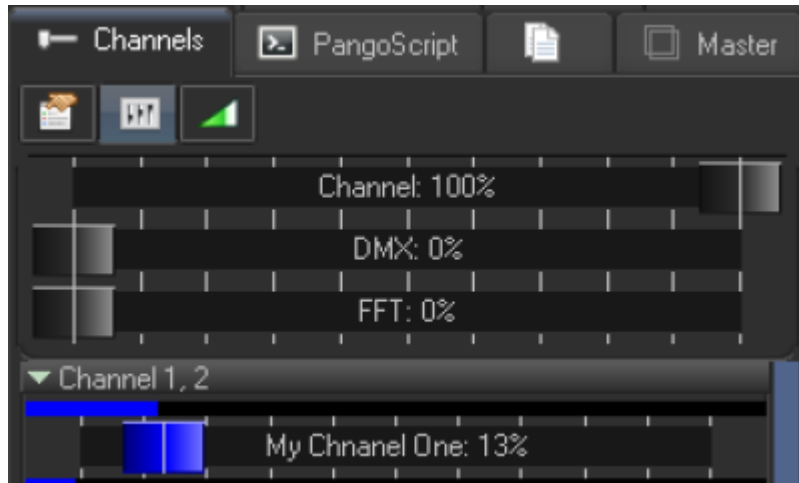 Channels PangoScript Master
Channel: 100%
DMX: 0%
FFT: 0%
Channel 1, 2
My Chnanel One: 13%